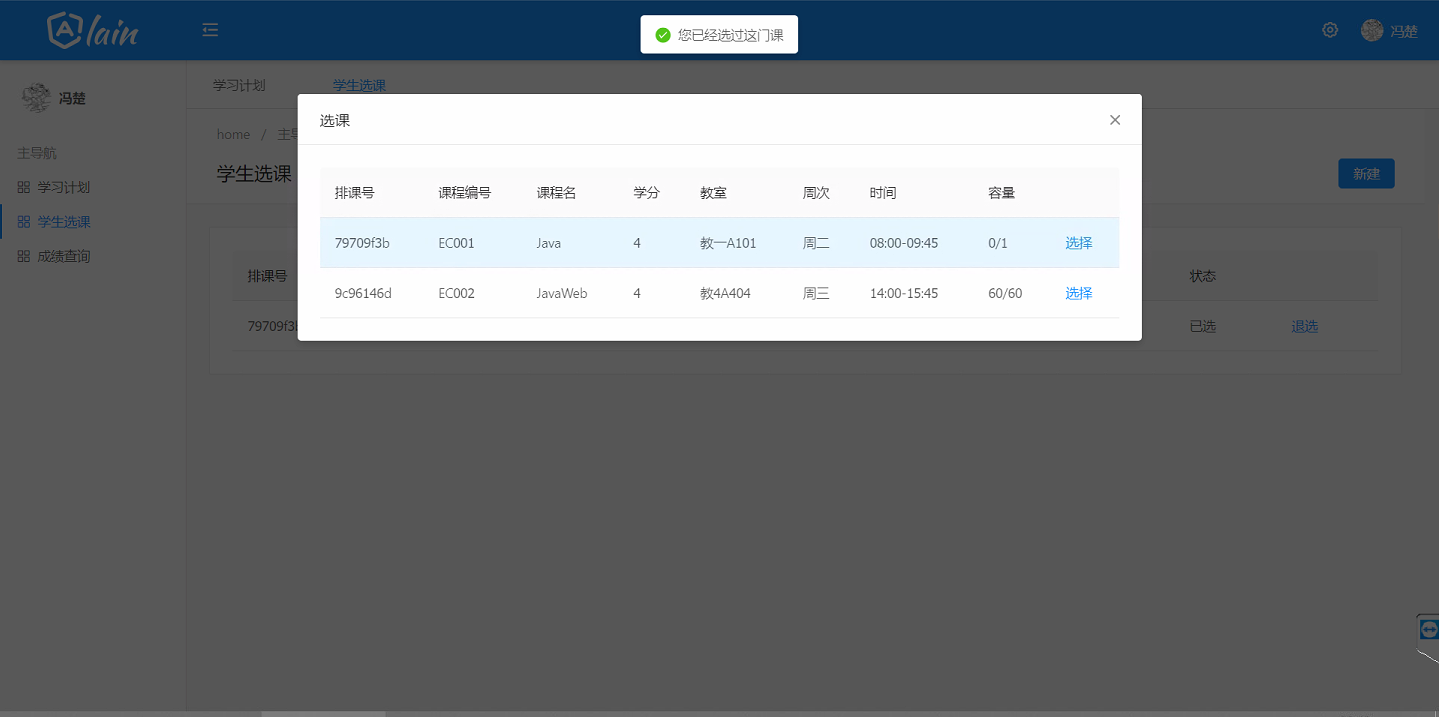 Alain
您已经选过这门课
冯楚
冯楚
学习计划 学生选课
home / 主导
主导航
学习计划
学生选课
成绩查询
学生选课
新建
选课
排课号 课程编号 课程名 学分 教室 周次 时间 容量
79709f3b EC001 Java 4 教一A101 周二 08:00-09:45 0/1 选择
9c96146d EC002 JavaWeb 4 教4A404 周三 14:00-15:45 60/60 选择
排课号 状态
79709f3b 已选 退选